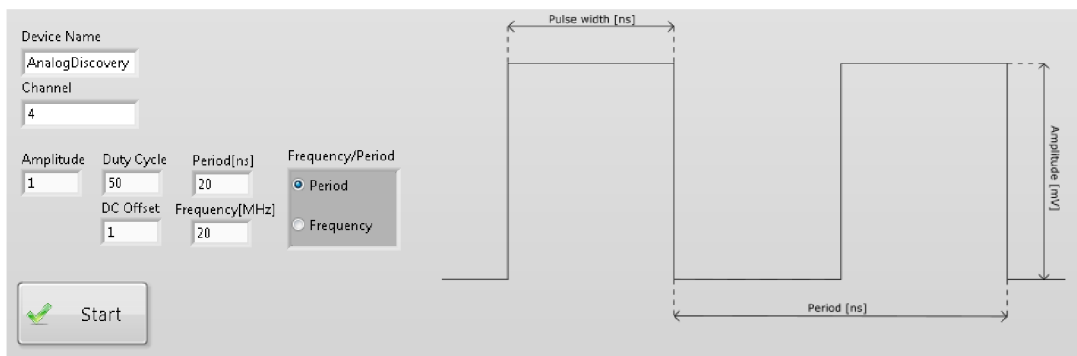 Device Name
AnalogDiscovery
Channel
4
Amplitude
1
Duty Cycle
50
Period[ns]
20
DC Offset
1
Frequency[MHz]
20
Frequency/Period
Period
Frequency
Start
Pulse width [ns]
Amplitude [mV]
Period [ns]